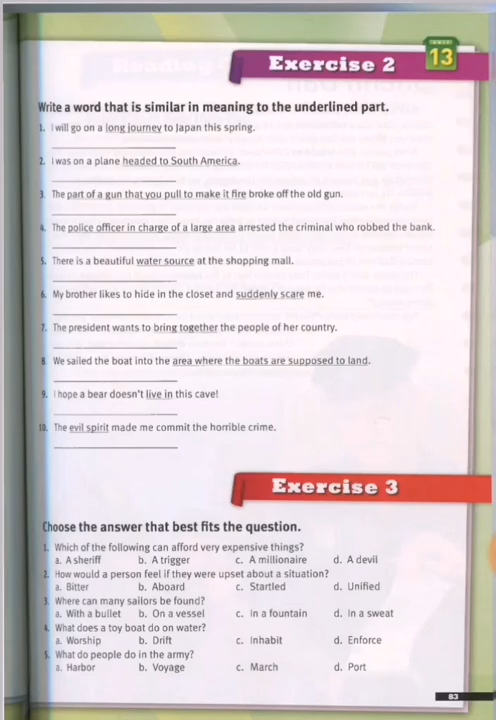 UNIT
13
Exercise 2
Write a word that is similar in meaning to the underlined part.
1. I will go on a long journey to Japan this spring.
2. I was on a plane headed to South America.
3. The part of a gun that you pull to make it fire broke off the old gun.
4. The police officer in charge of a large area arrested the criminal who robbed the bank.
5. There is a beautiful water source at the shopping mall.
6. My brother likes to hide in the closet and suddenly scare me.
7. The president wants to bring together the people of her country.
8 We sailed the boat into the area where the boats are supposed to land.
9. I hope a bear doesn't live in this cave!
10. The evil spirit made me commit the horrible crime.
Exercise 3
Choose the answer that best fits the question.
1. Which of the following can afford very expensive things?
a. A sheriff b. A trigger c. A millionaire d. A devil
2. How would a person feel if they were upset about a situation?
a. Bitter b. Aboard c. Startled d. Unified
3. Where can many sailors be found?
a. With a bullet b. On a vessel c. In a fountain d. In a sweat
4. What does a toy boat do on water?
a. Worship b. Drift c. Inhabit d. Enforce
5. What do people do in the army?
a. Harbor b. Voyage c. March d. Port
83